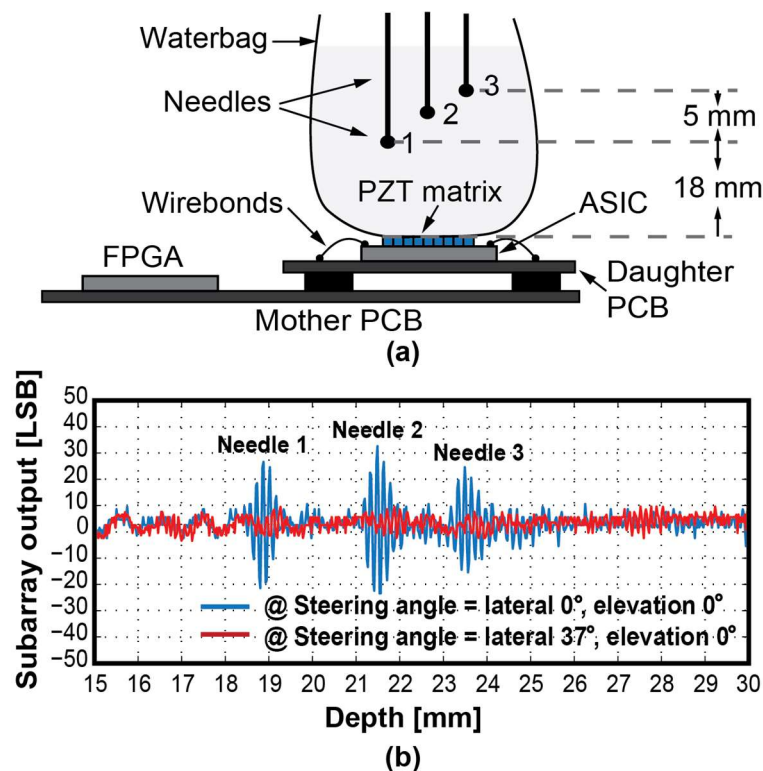 Waterbag
Needles
1
2
3
5 mm
18 mm
PZT matrix
Wirebonds
ASIC
FPGA
Daughter
PCB
Mother PCB
(a)
Subarray output [LSB]
50
40
30
20
10
0
−10
−20
−30
−40
−50
Needle 1
Needle 2
Needle 3
@ Steering angle = lateral 0°, elevation 0°
@ Steering angle = lateral 37°, elevation 0°
15 16 17 18 19 20 21 22 23 24 25 26 27 28 29 30
Depth [mm]
(b)